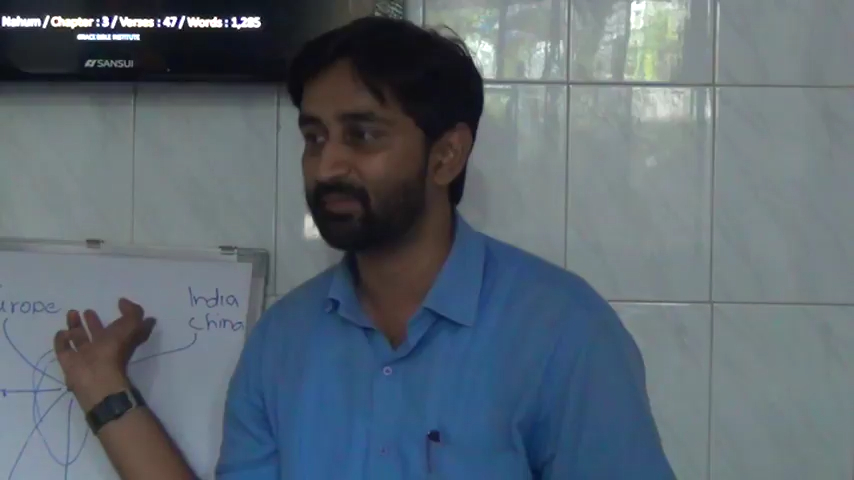 Nahum / Chapter : 3 / Verses : 47 / Words : 1,285
GRACE BIBLE INSTITUTE
SANSUI
urope
India
China